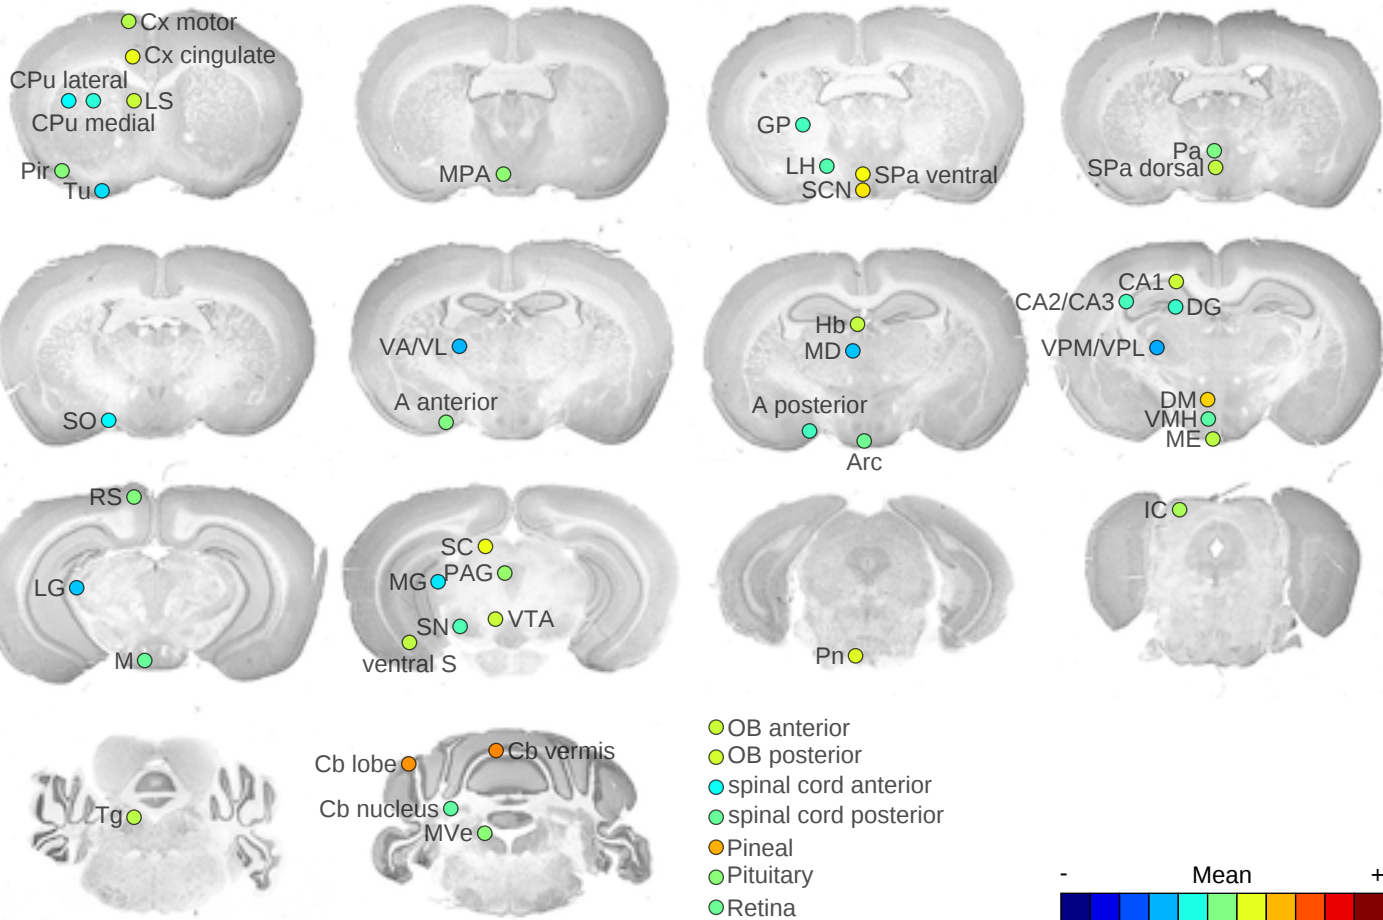 Cx motor
Cx cingulate
CPu lateral
LS
CPu medial
Pir
Tu
MPA
GP
LH
SPa ventral
SCN
Pa
SPa dorsal
SO
VA/VL
A anterior
Hb
MD
A posterior
Arc
CA1
CA2/CA3
DG
VPM/VPL
DM
VMH
ME
RS
LG
M
SC
MG
PAG
SN
VTA
ventral S
Pn
IC
Tg
Cb lobe
Cb vermis
Cb nucleus
MVe
OB anterior
OB posterior
spinal cord anterior
spinal cord posterior
Pineal
Pituitary
Retina
- Mean +